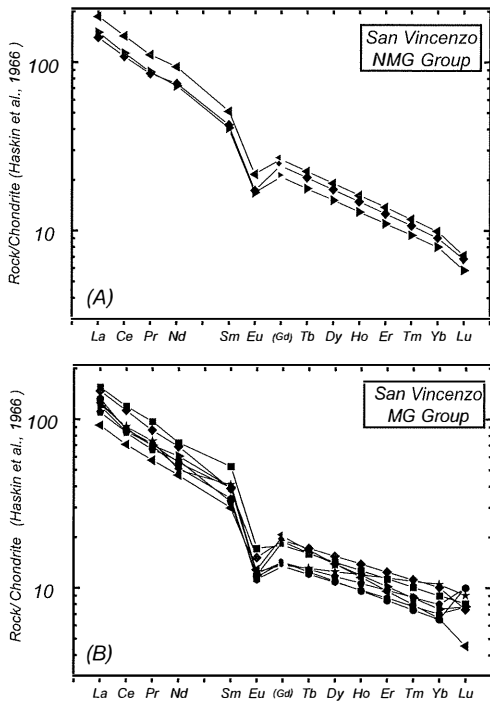 San Vincenzo
NMG Group
Rock/Chondrite (Haskin et al., 1966)
100
10
(A)
La Ce Pr Nd Sm Eu (Gd) Tb Dy Ho Er Tm Yb Lu
San Vincenzo
MG Group
Rock/Chondrite (Haskin et al., 1966)
100
10
(B)
La Ce Pr Nd Sm Eu (Gd) Tb Dy Ho Er Tm Yb Lu